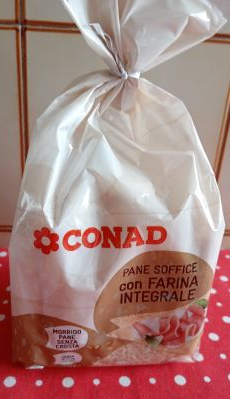 CONAD
PANE SOFFICE
con FARINA
INTEGRALE
MORBIDO
PANE
SENZA
CROSTA